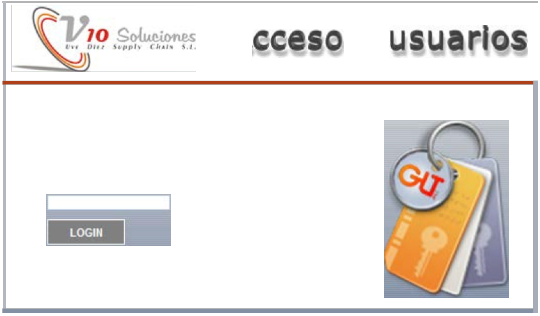 V10 Soluciones
Uve Diez Supply Chain S.L.
cceso usuarios
LOGIN
GLT